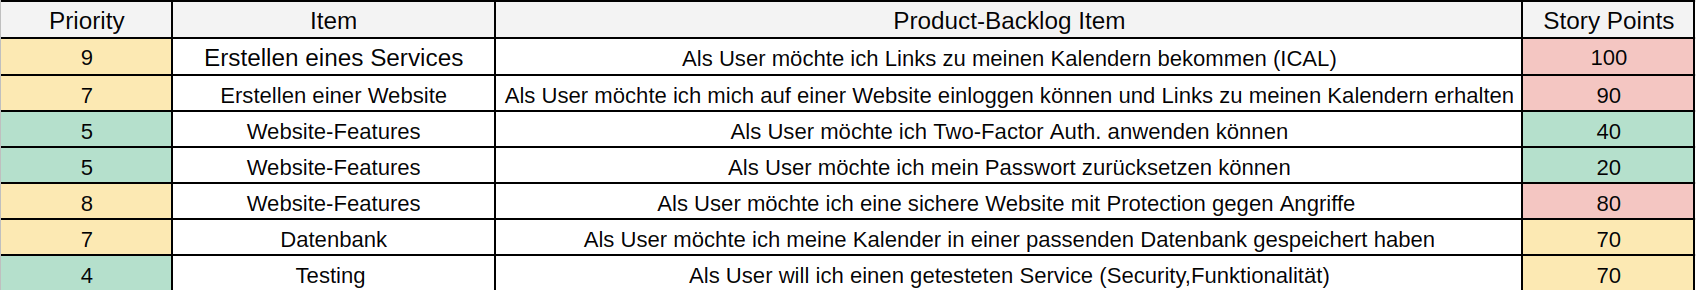 Priority Item Product-Backlog Item Story Points
9 Erstellen eines Services Als User möchte ich Links zu meinen Kalendern bekommen (ICAL) 100
7 Erstellen einer Website Als User möchte ich mich auf einer Website einloggen können und Links zu meinen Kalendern erhalten 90
5 Website-Features Als User möchte ich Two-Factor Auth. anwenden können 40
5 Website-Features Als User möchte ich mein Passwort zurücksetzen können 20
8 Website-Features Als User möchte ich eine sichere Website mit Protection gegen Angriffe 80
7 Datenbank Als User möchte ich meine Kalender in einer passenden Datenbank gespeichert haben 70
4 Testing Als User will ich einen getesteten Service (Security,Funktionalität) 70